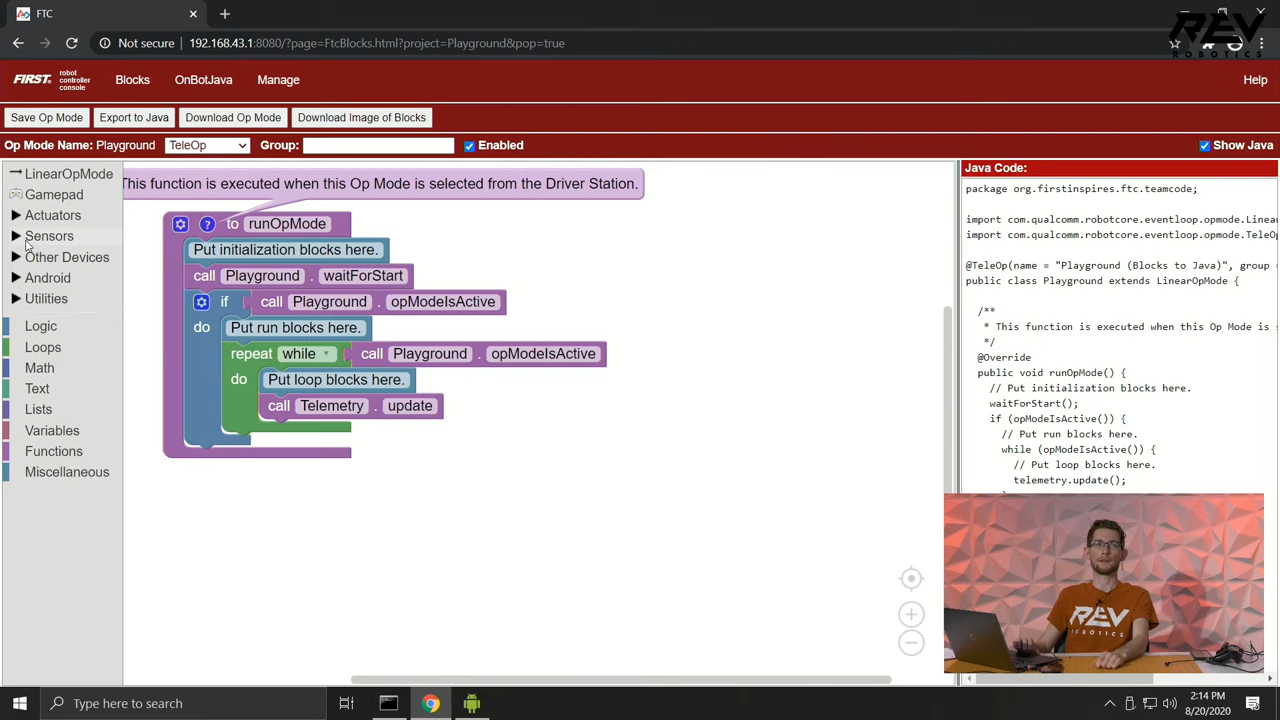 FTC
REV
ROBOTICS
Not secure
192.168.43.1:8080/?page=FtcBlocks.html?project=Playground&pop=true
FIRST robot controller console
Blocks
OnBotJava
Manage
Help
Save Op Mode
Export to Java
Download Op Mode
Download Image of Blocks
Op Mode Name: Playground
TeleOp
Group:
Enabled
Show Java
LinearOpMode
Gamepad
Actuators
Sensors
Other Devices
Android
Utilities
Logic
Loops
Math
Text
Lists
Variables
Functions
Miscellaneous
This function is executed when this Op Mode is selected from the Driver Station.
? to runOpMode
Put initialization blocks here.
call Playground . waitForStart
if call Playground . opModeIsActive
do Put run blocks here.
repeat while call Playground . opModeIsActive
do Put loop blocks here.
call Telemetry . update
Java Code:
package org.firstinspires.ftc.teamcode;
import com.qualcomm.robotcore.eventloop.opmode.Linea
import com.qualcomm.robotcore.eventloop.opmode.TeleO
@TeleOp(name = "Playground (Blocks to Java)", group =
public class Playground extends LinearOpMode {
/**
* This function is executed when this Op Mode is s
*/
@Override
public void runOpMode() {
// Put initialization blocks here.
waitForStart();
if (opModeIsActive()) {
// Put run blocks here.
while (opModeIsActive()) {
// Put loop blocks here.
telemetry.update();
}
REV
ROBOTICS
Type here to search
2:14 PM
8/20/2020